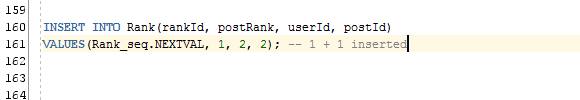 159
160 INSERT INTO Rank(rankId, postRank, userId, postId)
161 VALUES(Rank_seq.NEXTVAL, 1, 2, 2); -- 1 + 1 inserted
162
163
164